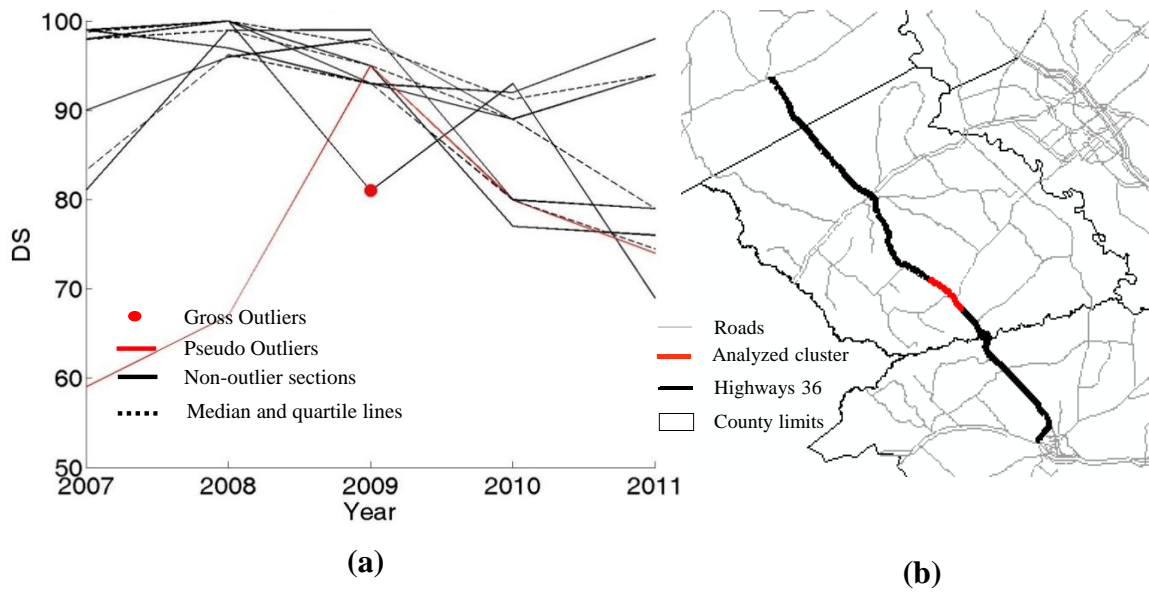 100
90
80
70
60
50
DS
Gross Outliers
Pseudo Outliers
Non-outlier sections
Median and quartile lines
2007 2008 2009 2010 2011
Year
(a)
Roads
Analyzed cluster
Highways 36
County limits
(b)